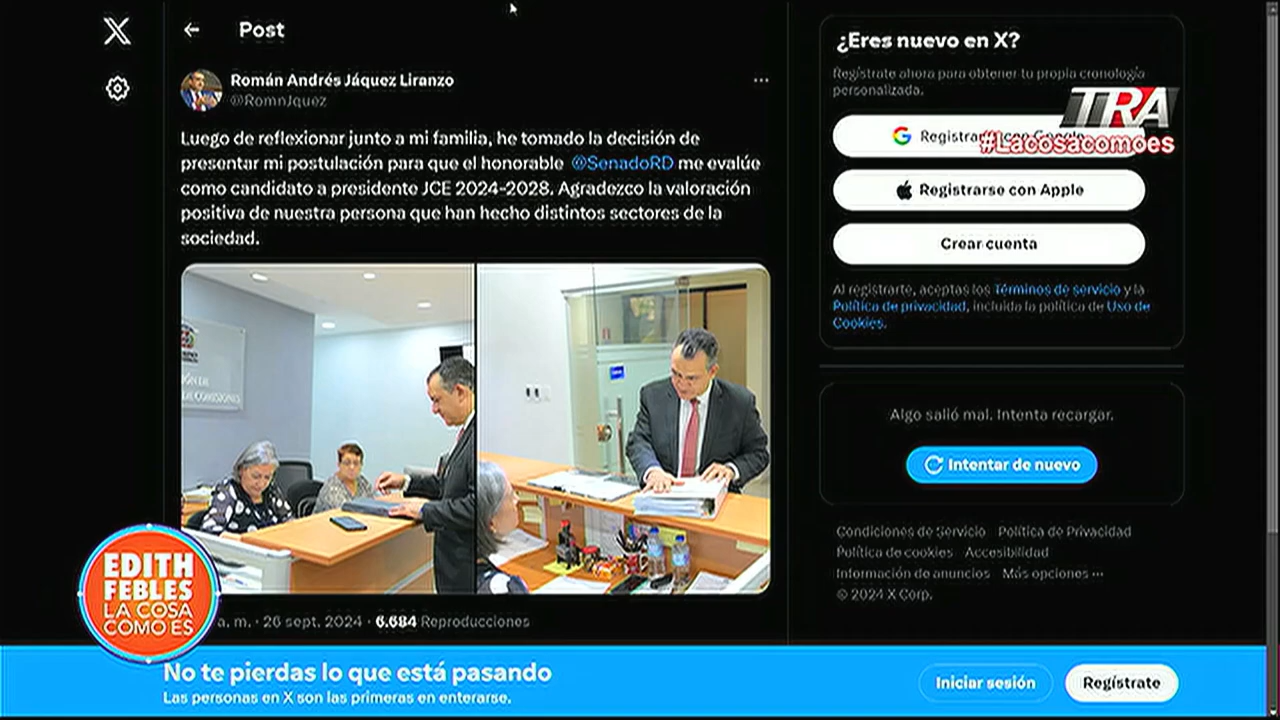 Post
Román Andrés Jáquez Liranzo
@RomnJquez
Luego de reflexionar junto a mi familia, he tomado la decisión de
presentar mi postulación para que el honorable @SenadoRD me evalúe
como candidato a presidente JCE 2024-2028. Agradezco la valoración
positiva de nuestra persona que han hecho distintos sectores de la
sociedad.
a. m. · 26 sept. 2024 · 6.684 Reproducciones
¿Eres nuevo en X?
Regístrate ahora para obtener tu propia cronología
personalizada.
TRA
#Lacosacomoes
Registrarse con Apple
Crear cuenta
Al registrarte, aceptas los Términos de servicio y la
Política de privacidad, incluida la política de Uso de
Cookies.
Algo salió mal. Intenta recargar.
Intentar de nuevo
Condiciones de Servicio Política de Privacidad
Política de cookies Accesibilidad
Información de anuncios Más opciones ···
© 2024 X Corp.
EDITH
FEBLES
LA COSA
COMO ES
No te pierdas lo que está pasando
Las personas en X son las primeras en enterarse.
Iniciar sesión
Regístrate